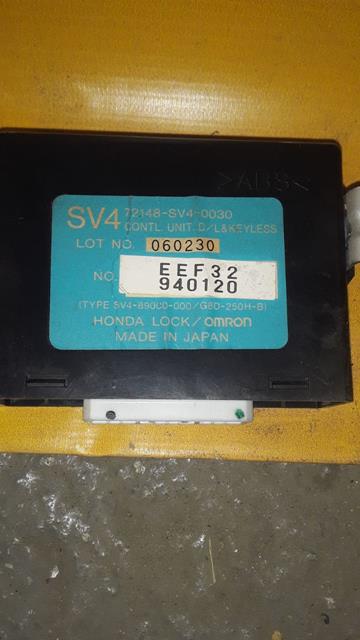 >ABS<
SV4 72148-SV4-0030
CONTL. UNIT. D/L&KEYLESS
LOT NO. 060230
NO. EEF32
940120
(TYPE SV4-890C0-000/G8D-250H-B)
HONDA LOCK/OMRON
MADE IN JAPAN